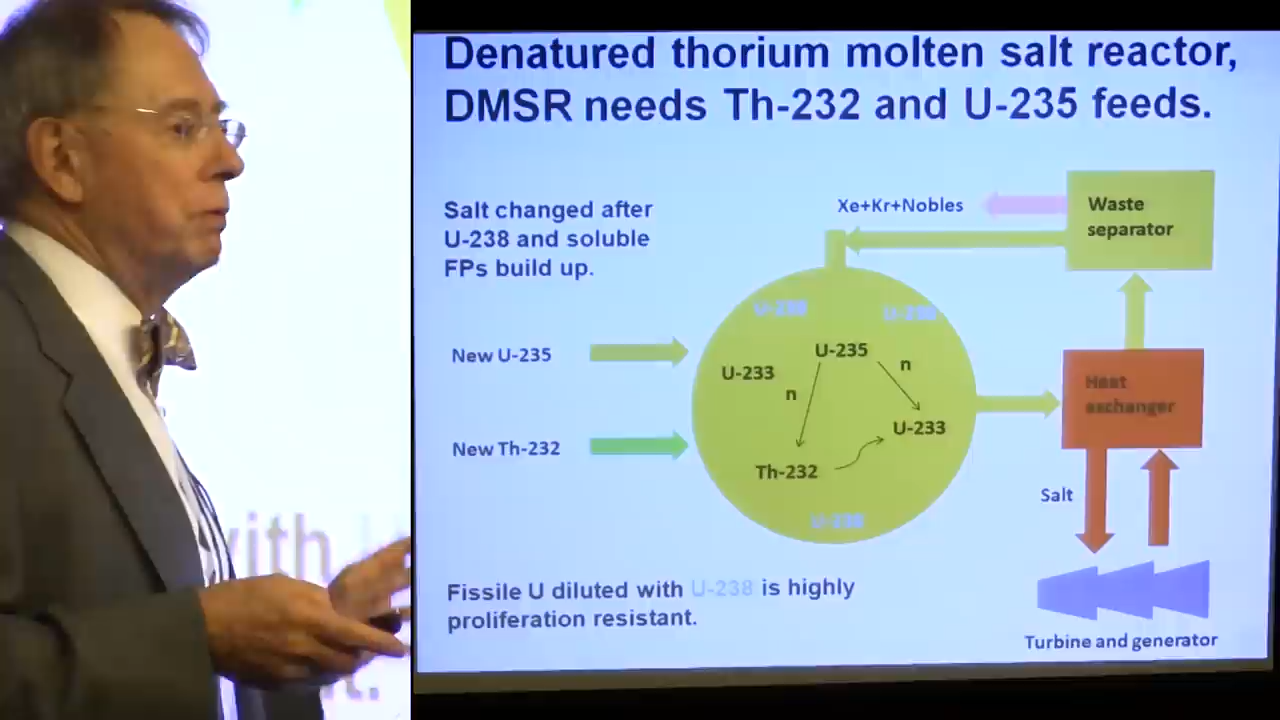 Denatured thorium molten salt reactor,
DMSR needs Th-232 and U-235 feeds.
Salt changed after
U-238 and soluble
FPs build up.
Xe+Kr+Nobles
Waste
separator
U-238
U-238
New U-235
U-235
n
U-233
n
Heat
exchanger
U-233
New Th-232
Th-232
Salt
U-238
Fissile U diluted with U-238 is highly
proliferation resistant.
Turbine and generator
with